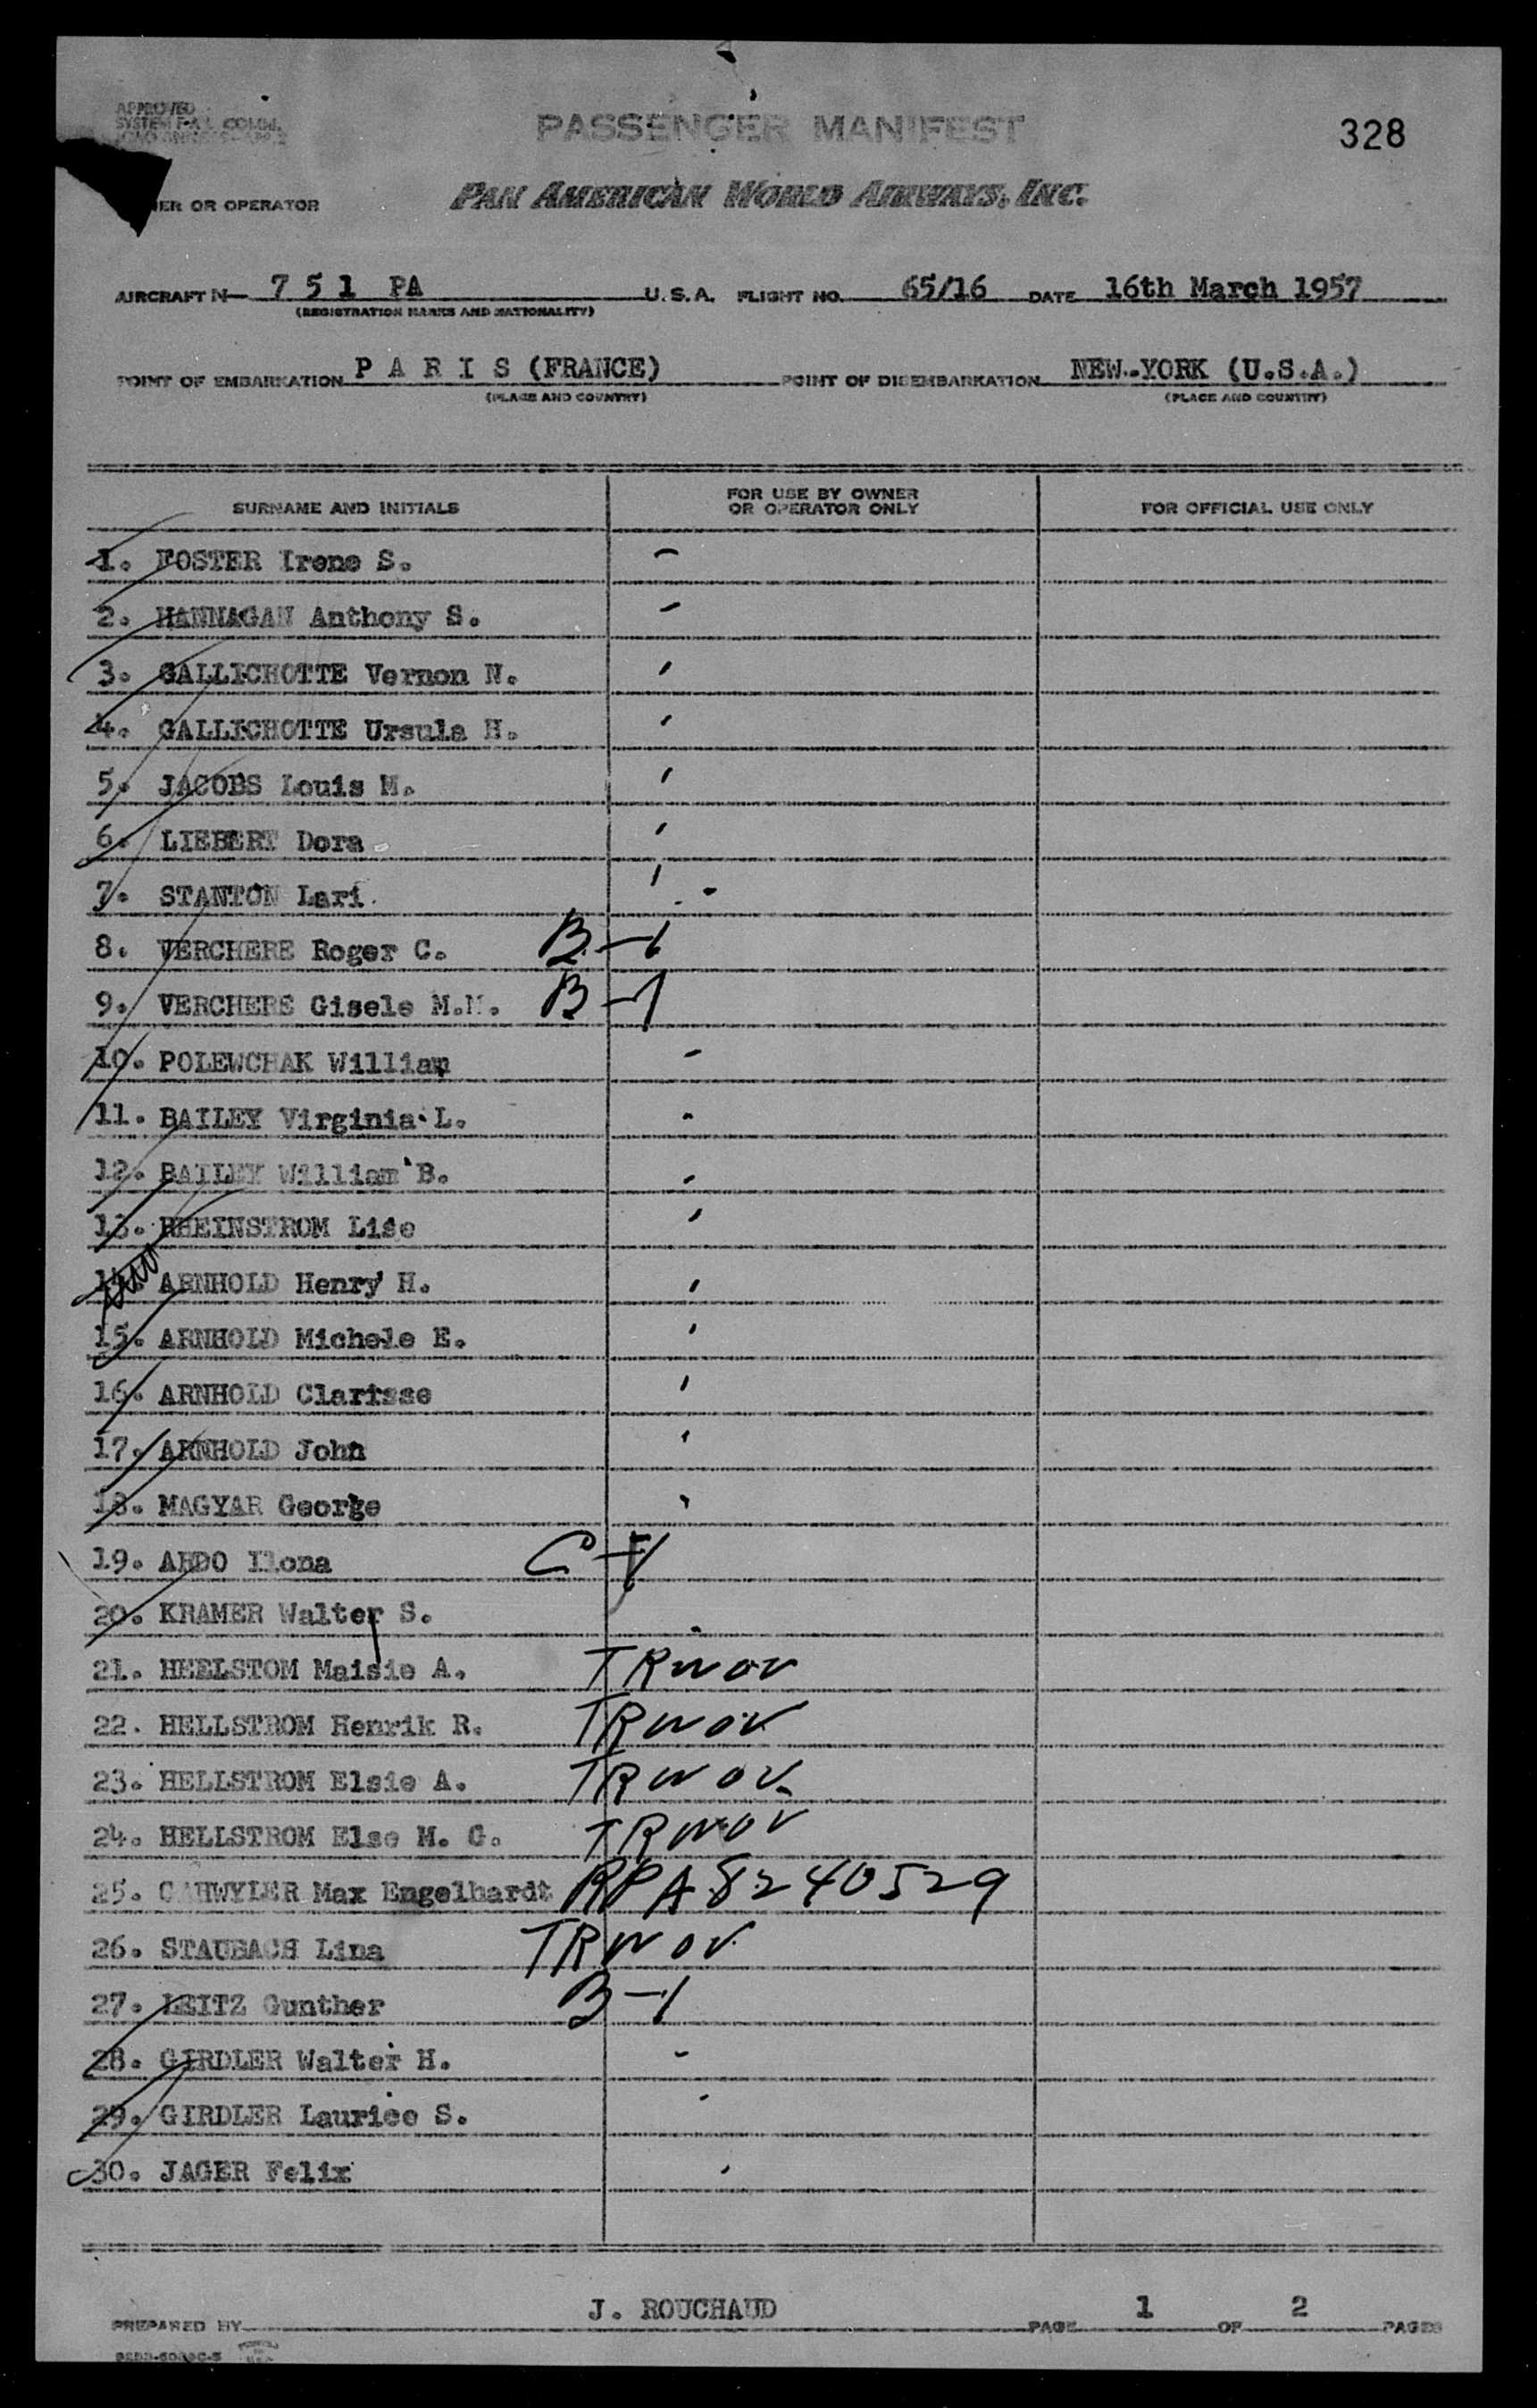 APPROVED
SYSTEM F.A.L. COMM.
PASSENGER MANIFEST
328
ER OR OPERATOR PAN AMERICAN WORLD AIRWAYS, INC.
AIRCRAFT N- 7 5 1 PA U.S.A. FLIGHT NO. 65/16 DATE 16th March 1957
(REGISTRATION MARKS AND NATIONALITY)
POINT OF EMBARKATION P A R I S (FRANCE) POINT OF DISEMBARKATION NEW-YORK (U.S.A.)
(PLACE AND COUNTRY) (PLACE AND COUNTRY)
SURNAME AND INITIALS FOR USE BY OWNER OR OPERATOR ONLY FOR OFFICIAL USE ONLY
1. FOSTER Irene S.
2. HANNAGAN Anthony S.
3. GALLICHOTTE Vernon N.
4. GALLICHOTTE Ursula H.
5. JACOBS Louis M.
6. LIEBERT Dora
7. STANTON Lari
8. VERCHERE Roger C. B-1
9. VERCHERE Gisele M.M. B-1
10. POLEWCHAK William
11. BAILEY Virginia L.
12. BAILEY William B.
13. RHEINSTROM Lise
14. ARNHOLD Henry H.
15. ARNHOLD Michele E.
16. ARNHOLD Clarisse
17. ARNHOLD John
18. MAGYAR George
19. ABDO Ilona
20. KRAMER Walter S.
21. HEELSTOM Maisie A. TRWOV
22. HELLSTROM Henrik R. TRWOV
23. HELLSTROM Elsie A. TRWOV
24. HELLSTROM Else M. G. TRWOV
25. Max Engelhardt RPA 8240529
26. STAUBACH Lina TRWOV
27. LEITZ Gunther B-1
28. GIRDLER Walter H.
29. GIRDLER Laurice S.
30. JAGER Felix
PREPARED BY J. ROUCHAUD PAGE 1 OF 2 PAGES